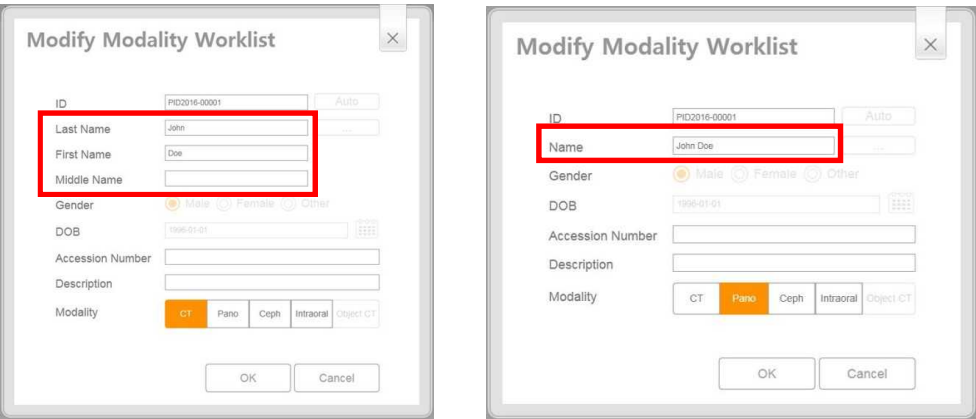 Modify Modality Worklist
ID PID2016-00001 Auto
Last Name John ...
First Name Doe
Middle Name
Gender Male Female Other
DOB 1996-01-01
Accession Number
Description
Modality CT Pano Ceph Intraoral Object CT
OK Cancel
Modify Modality Worklist
ID PID2016-00001 Auto
Name John Doe ...
Gender Male Female Other
DOB 1996-01-01
Accession Number
Description
Modality CT Pano Ceph Intraoral Object CT
OK Cancel